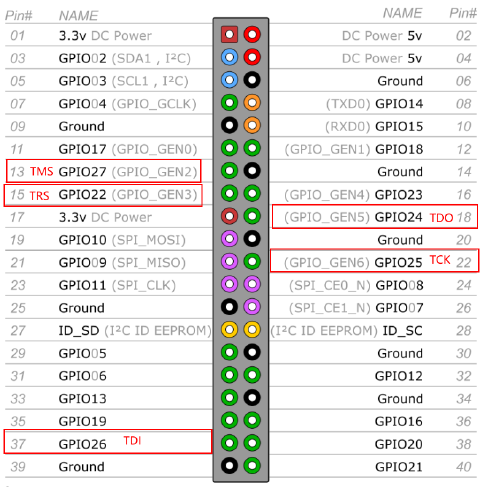 Pin# NAME NAME Pin#
01 3.3v DC Power DC Power 5v 02
03 GPIO02 (SDA1 , I²C) DC Power 5v 04
05 GPIO03 (SCL1 , I²C) Ground 06
07 GPIO04 (GPIO_GCLK) (TXD0) GPIO14 08
09 Ground (RXD0) GPIO15 10
11 GPIO17 (GPIO_GEN0) (GPIO_GEN1) GPIO18 12
13 TMS GPIO27 (GPIO_GEN2) Ground 14
15 TRS GPIO22 (GPIO_GEN3) (GPIO_GEN4) GPIO23 16
17 3.3v DC Power (GPIO_GEN5) GPIO24 TDO 18
19 GPIO10 (SPI_MOSI) Ground 20
21 GPIO09 (SPI_MISO) (GPIO_GEN6) GPIO25 TCK 22
23 GPIO11 (SPI_CLK) (SPI_CE0_N) GPIO08 24
25 Ground (SPI_CE1_N) GPIO07 26
27 ID_SD (I²C ID EEPROM) (I²C ID EEPROM) ID_SC 28
29 GPIO05 Ground 30
31 GPIO06 GPIO12 32
33 GPIO13 Ground 34
35 GPIO19 GPIO16 36
37 GPIO26 TDI GPIO20 38
39 Ground GPIO21 40